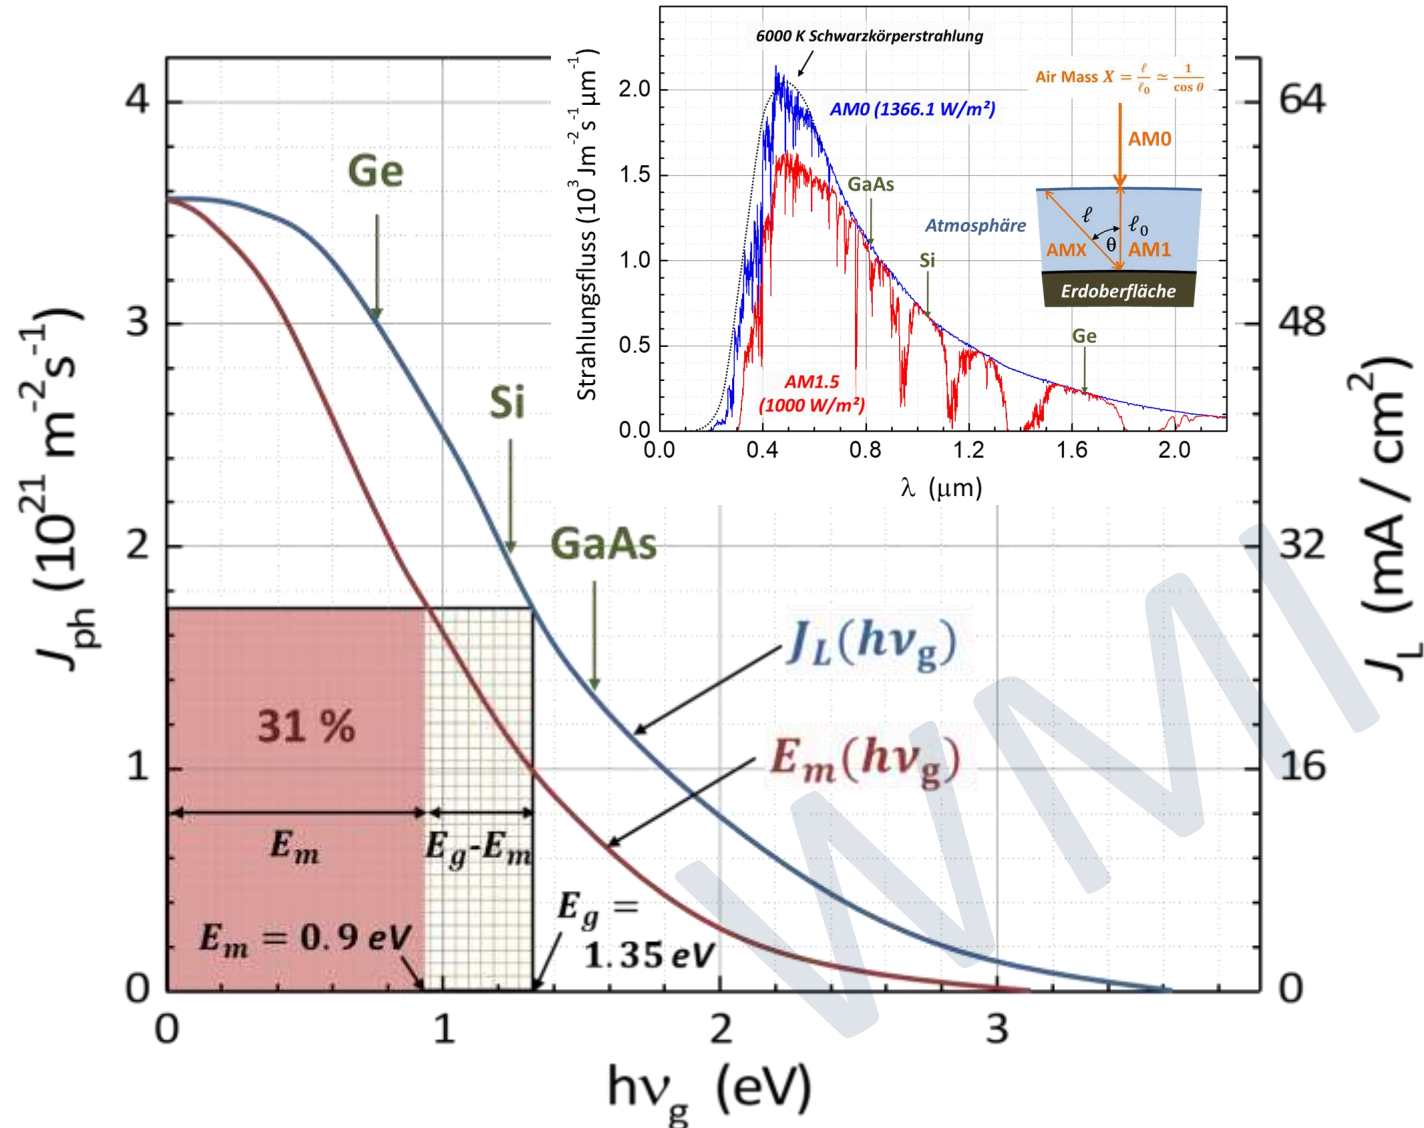 6000 K Schwarzkörperstrahlung
Air Mass X = ℓ/ℓ₀ ≃ 1/cos θ
AM0 (1366.1 W/m²)
AM0
GaAs
Atmosphäre
ℓ
ℓ₀
AMX
θ
AM1
Si
Erdoberfläche
Ge
AM1.5
(1000 W/m²)
Strahlungsfluss (10³ Jm⁻²s⁻¹μm⁻¹)
2.0
1.5
1.0
0.5
0.0
0.0 0.4 0.8 1.2 1.6 2.0
λ (μm)
Ge
Si
GaAs
J_L(hν_g)
E_m(hν_g)
31 %
E_m
E_g-E_m
E_m = 0.9 eV
E_g =
1.35 eV
J_ph (10²¹ m⁻²s⁻¹)
4
3
2
1
0
64
48
32
16
0
J_L (mA / cm²)
0 1 2 3
hν_g (eV)
WMI